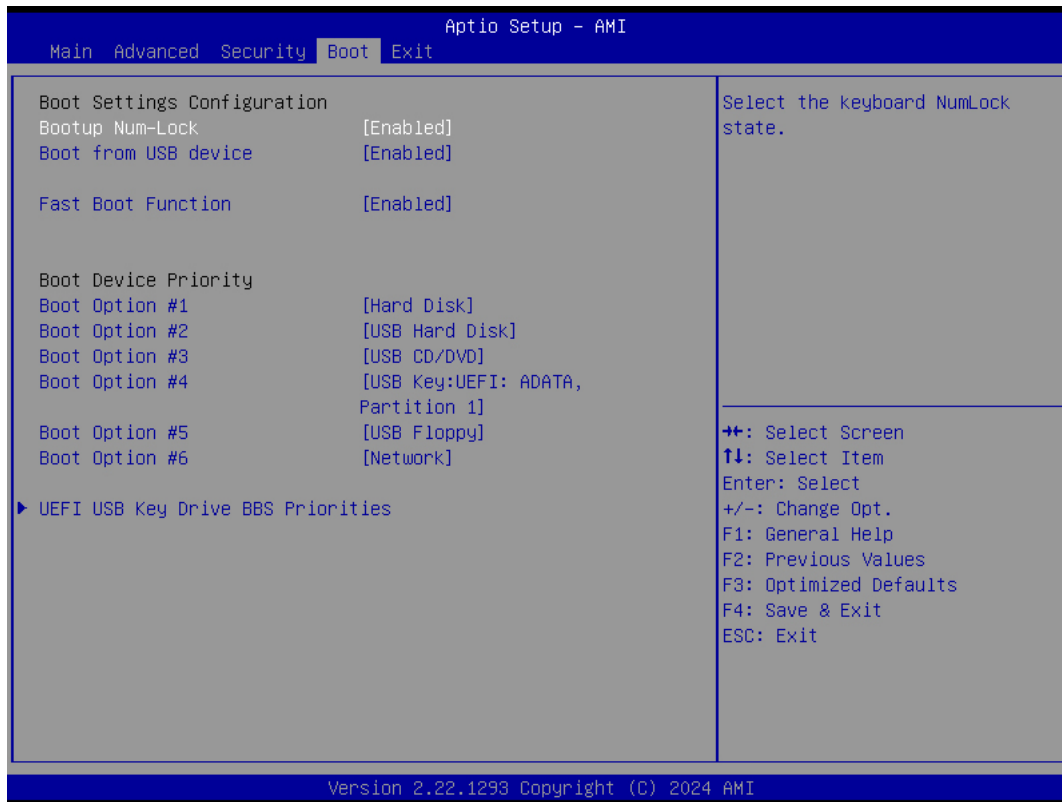 Aptio Setup – AMI
Main Advanced Security Boot Exit
Boot Settings Configuration
Bootup Num-Lock [Enabled]
Boot from USB device [Enabled]
Fast Boot Function [Enabled]
Boot Device Priority
Boot Option #1 [Hard Disk]
Boot Option #2 [USB Hard Disk]
Boot Option #3 [USB CD/DVD]
Boot Option #4 [USB Key:UEFI: ADATA,
Partition 1]
Boot Option #5 [USB Floppy]
Boot Option #6 [Network]
▶ UEFI USB Key Drive BBS Priorities
Select the keyboard NumLock
state.
→←: Select Screen
↑↓: Select Item
Enter: Select
+/-: Change Opt.
F1: General Help
F2: Previous Values
F3: Optimized Defaults
F4: Save & Exit
ESC: Exit
Version 2.22.1293 Copyright (C) 2024 AMI